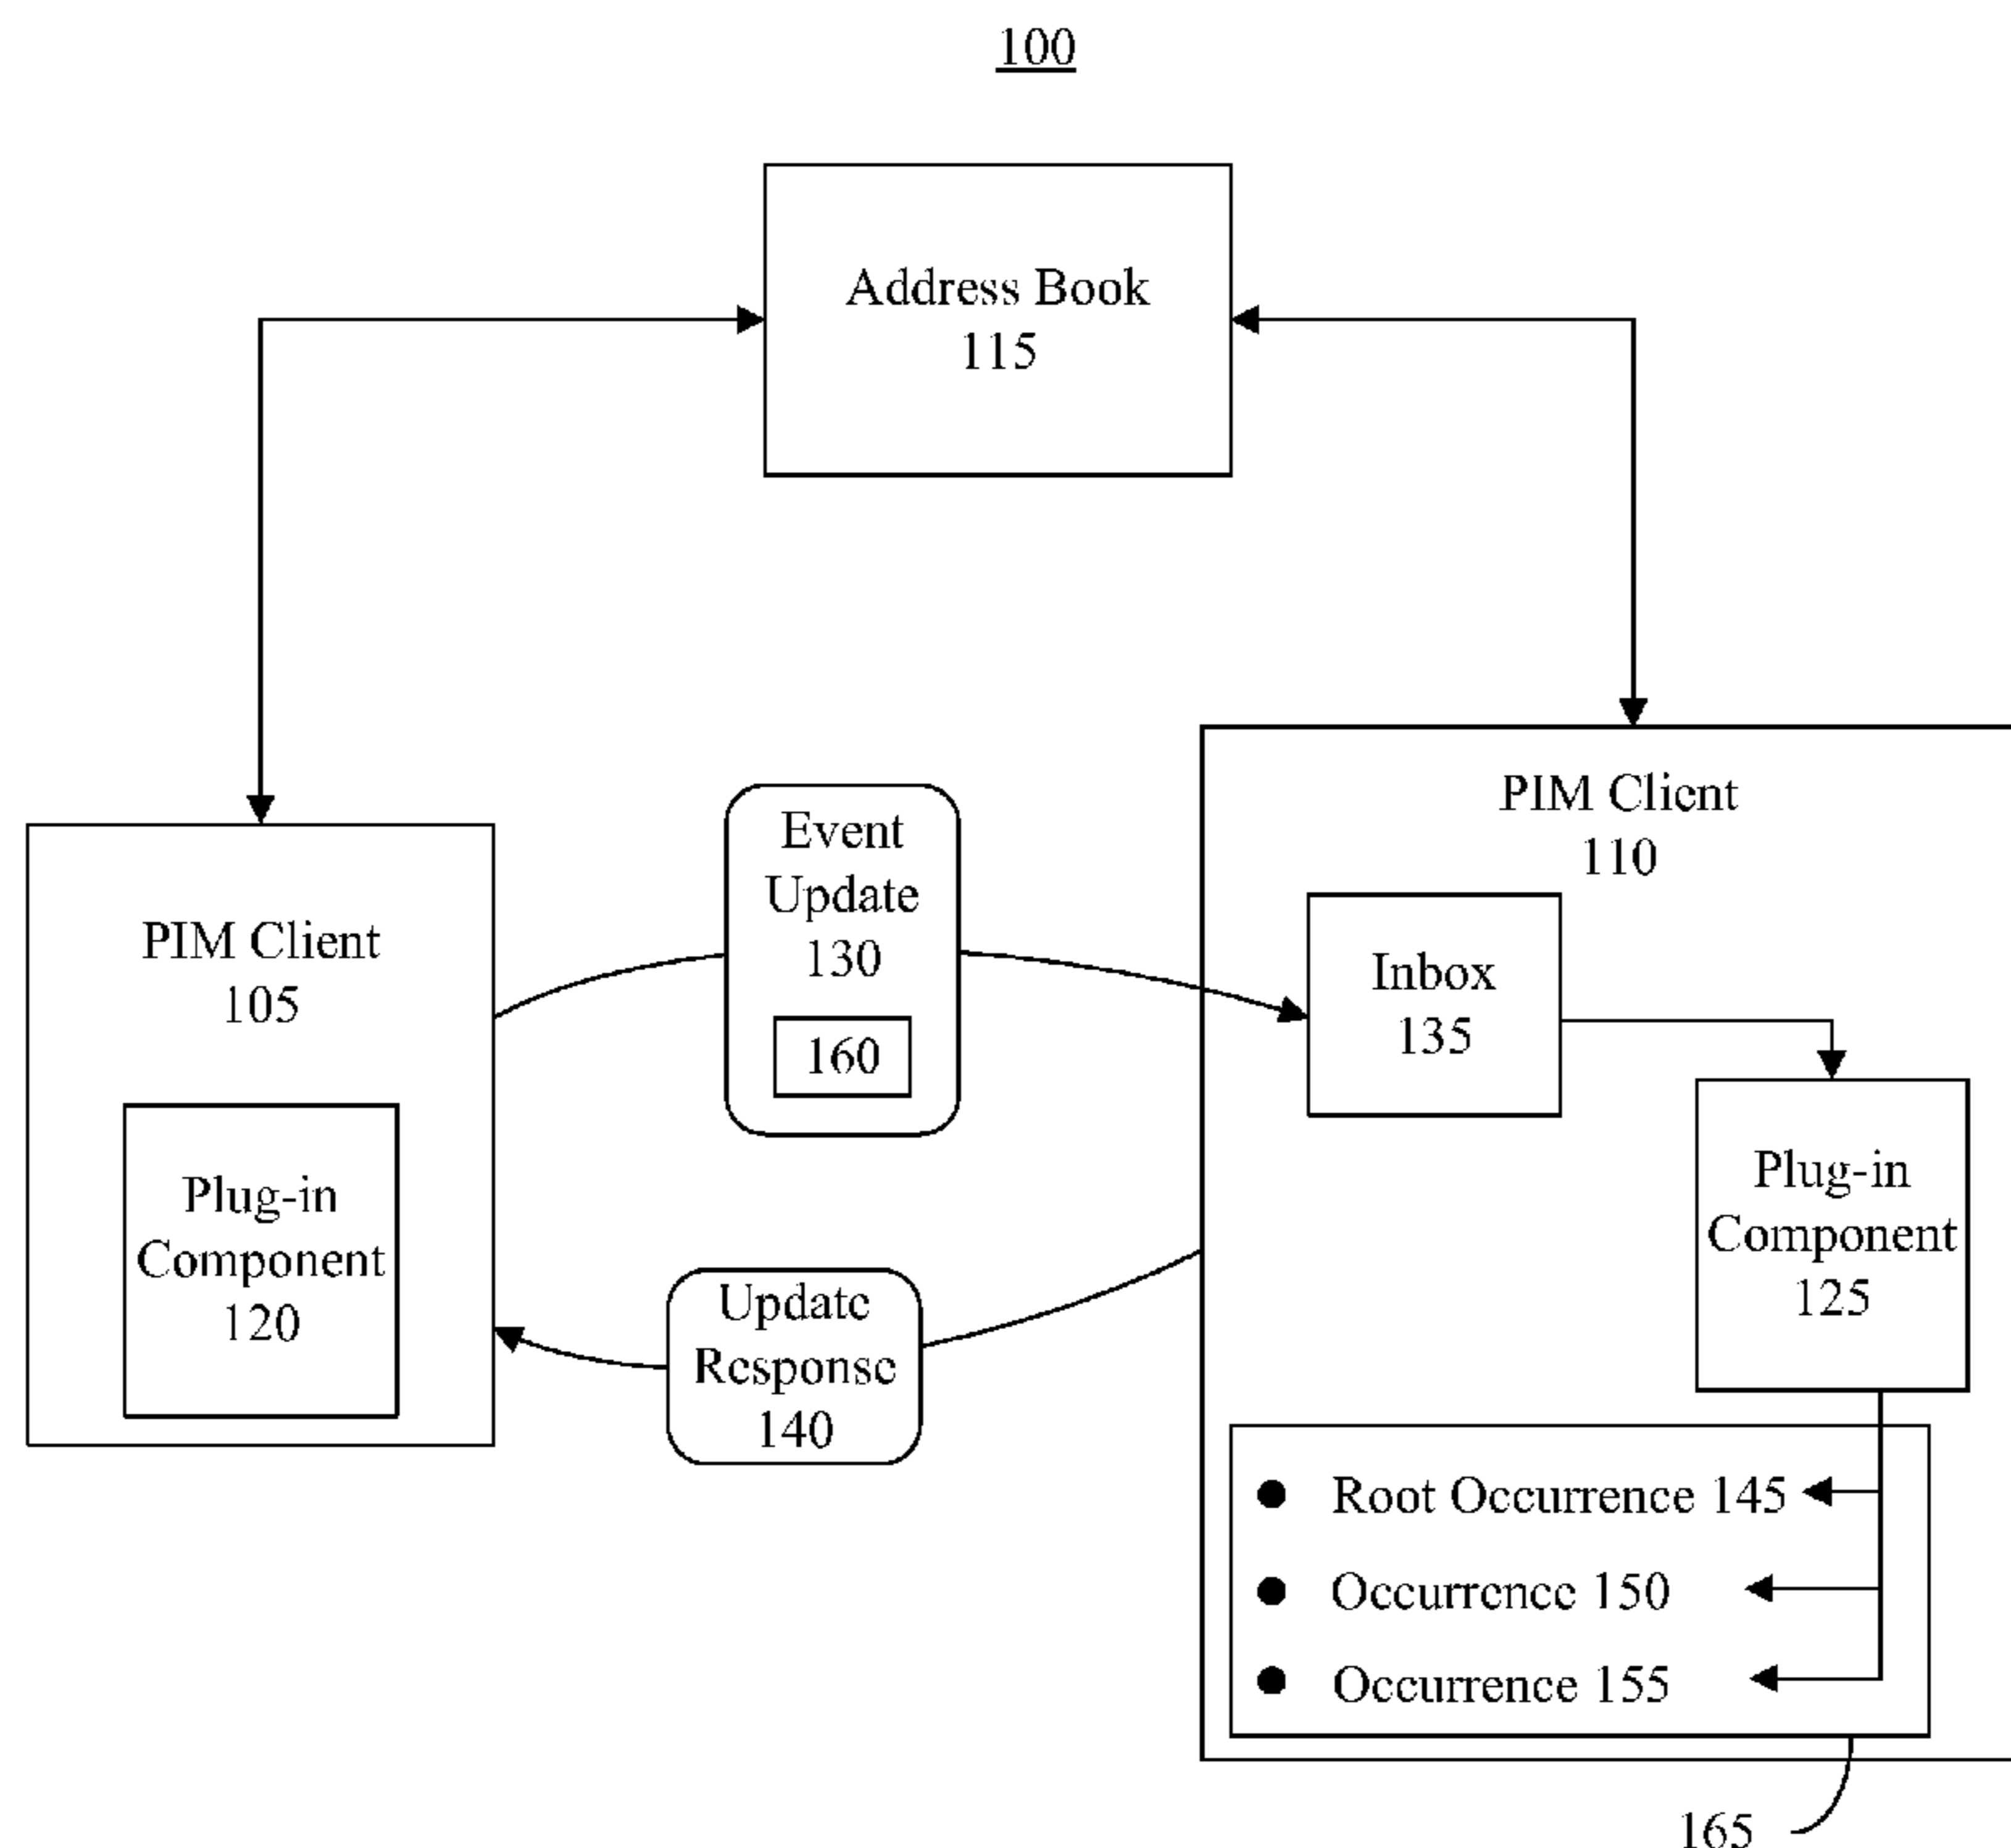 100
Address Book
115
PIM Client
105
Plug-in
Component
120
Event
Update
130
160
Update
Response
140
PIM Client
110
Inbox
135
Plug-in
Component
125
Root Occurrence 145
Occurrence 150
Occurrence 155
165